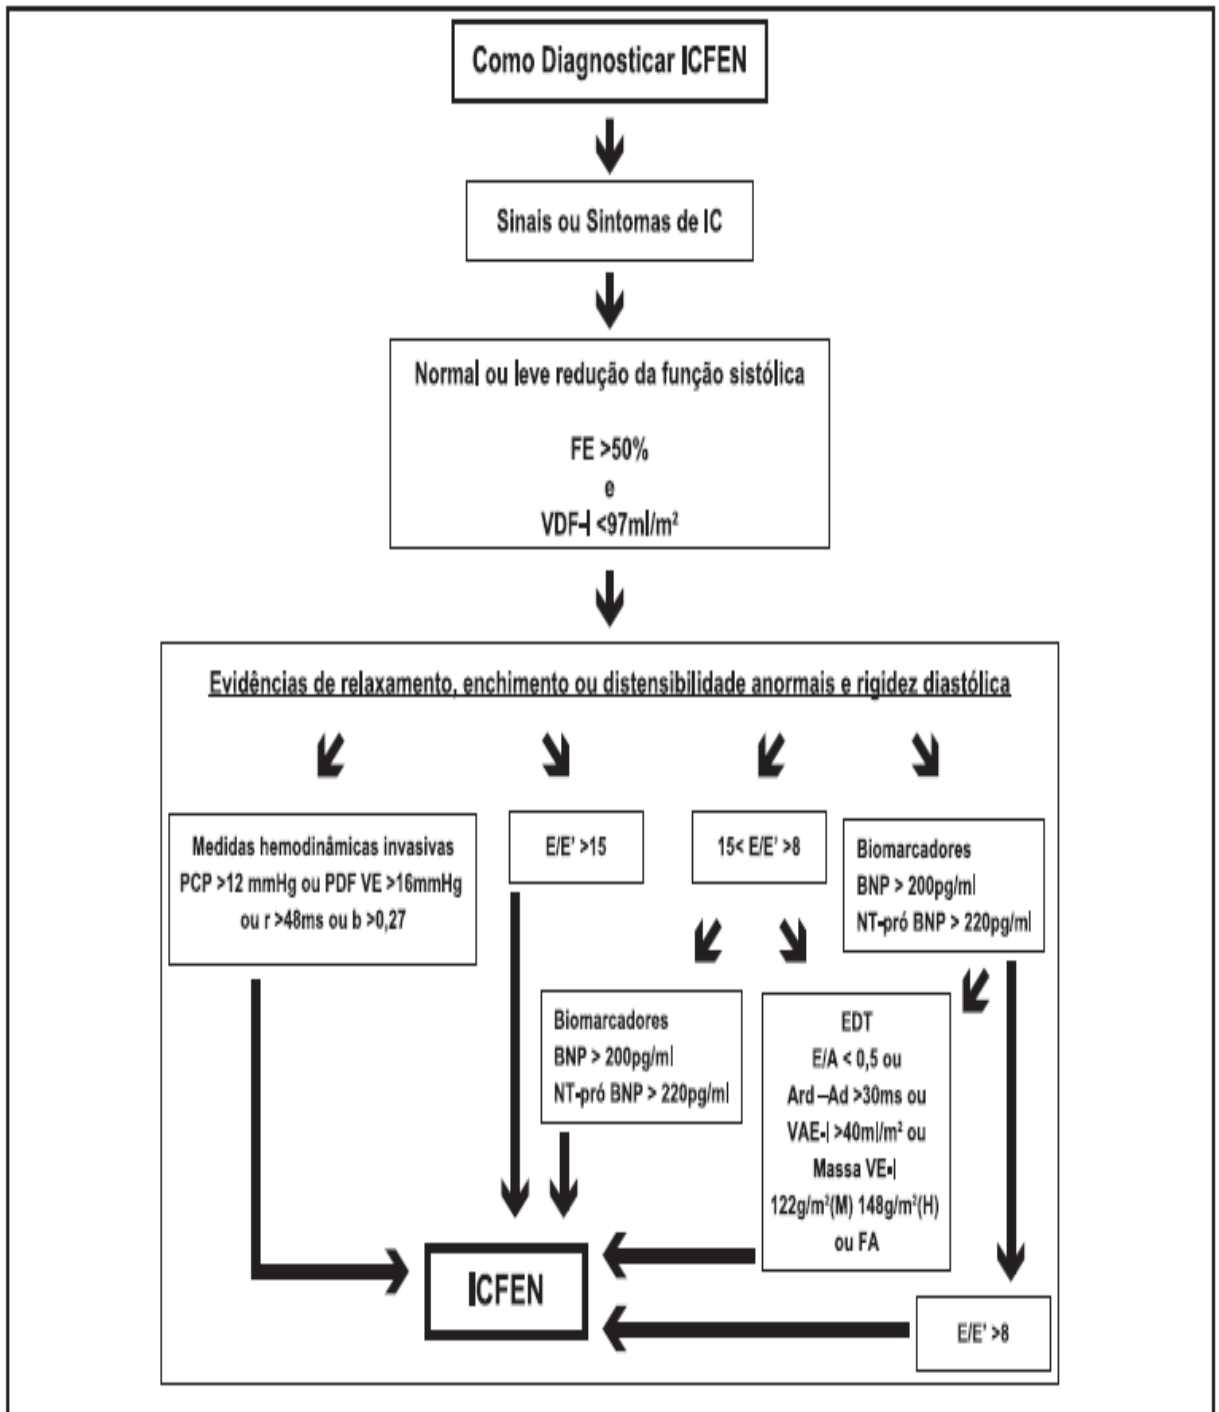 Como Diagnosticar ICFEN
Sinais ou Sintomas de IC
Normal ou leve redução da função sistólica
FE >50%
e
VDF-I <97ml/m²
Evidências de relaxamento, enchimento ou distensibilidade anormais e rigidez diastólica
Medidas hemodinâmicas invasivas
PCP >12 mmHg ou PDF VE >16mmHg
ou r >48ms ou b >0,27
E/E' >15
15< E/E' >8
Biomarcadores
BNP > 200pg/ml
NT-pró BNP > 220pg/ml
Biomarcadores
BNP > 200pg/ml
NT-pró BNP > 220pg/ml
EDT
E/A < 0,5 ou
Ard –Ad >30ms ou
VAE-I >40ml/m² ou
Massa VE-I
122g/m²(M) 148g/m²(H)
ou FA
ICFEN
E/E' >8